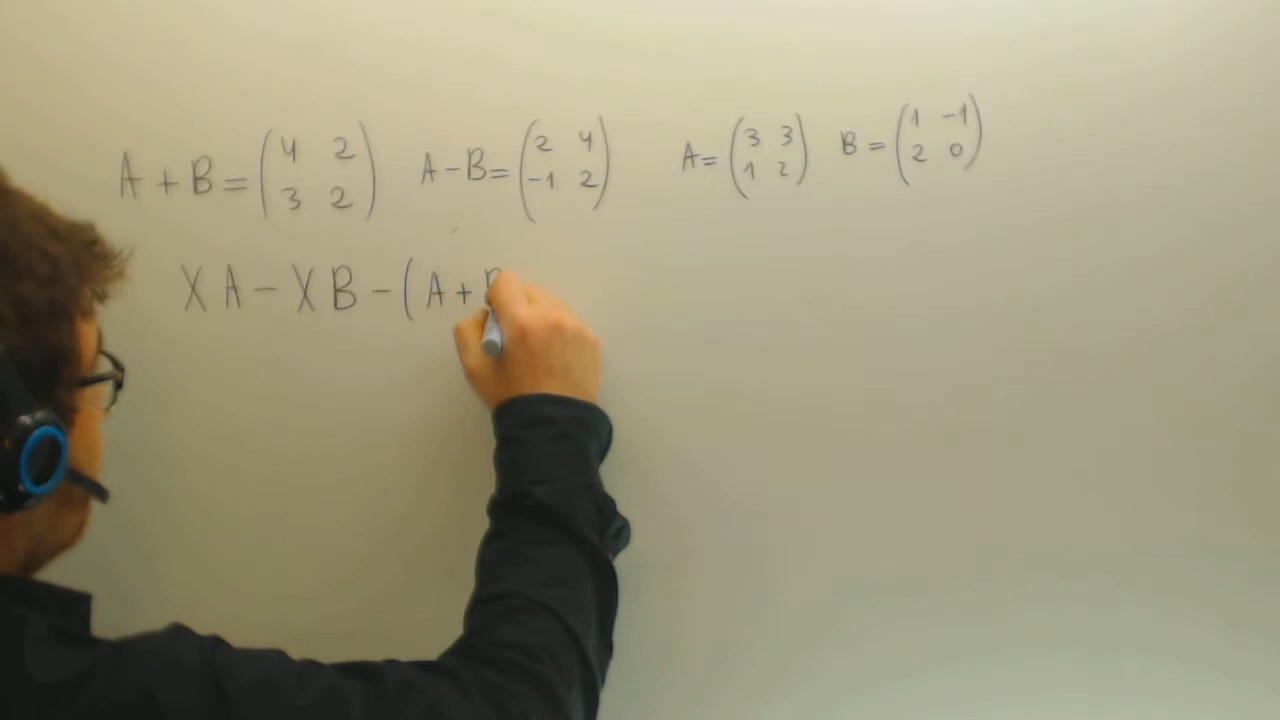 A + B = (4 2; 3 2) A - B = (2 4; -1 2) A = (3 3; 1 2) B = (1 -1; 2 0)
X A - X B - ( A +